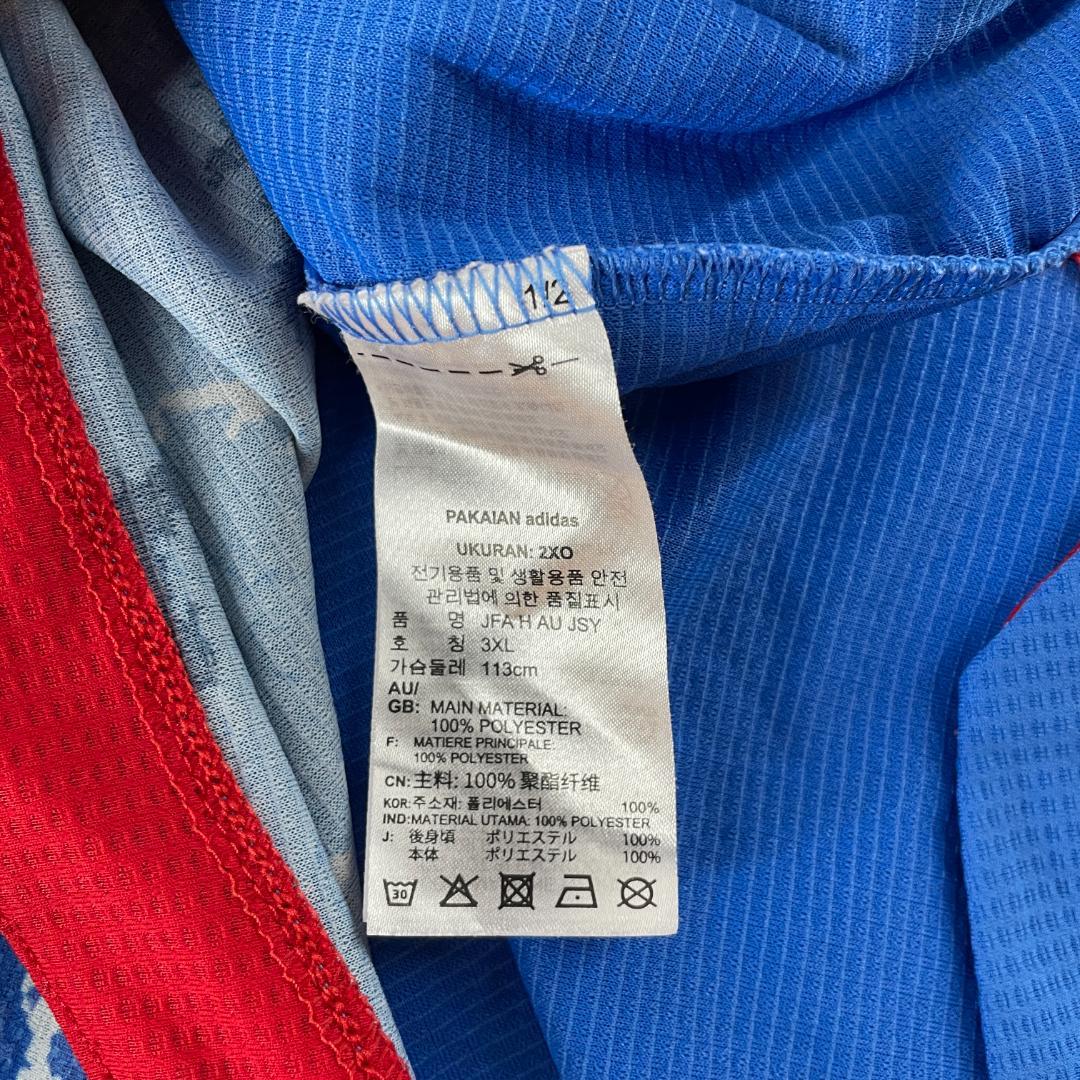 1/2
PAKAIAN adidas
UKURAN: 2XO
전기용품 및 생활용품 안전
관리법에 의한 품질표시
품 명 JFA H AU JSY
호 칭 3XL
가슴둘레 113cm
AU/
GB: MAIN MATERIAL:
100% POLYESTER
F: MATIERE PRINCIPALE:
100% POLYESTER
CN: 主料: 100% 聚酯纤维
KOR: 주소재: 폴리에스터 100%
IND: MATERIAL UTAMA: 100% POLYESTER
J: 後身頃 ポリエステル 100%
本体 ポリエステル 100%
30